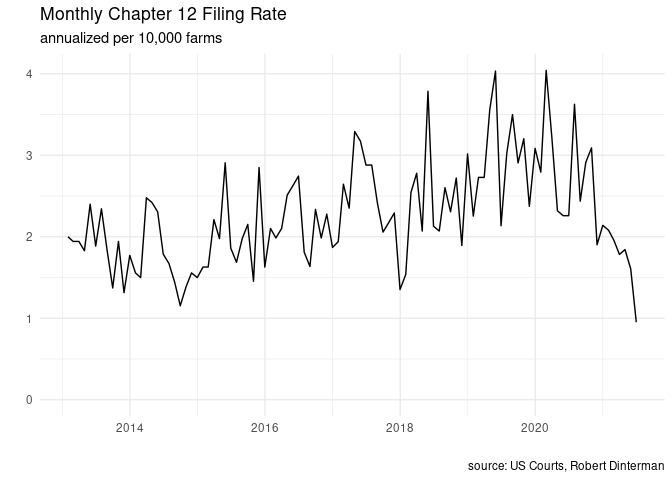 Monthly Chapter 12 Filing Rate
annualized per 10,000 farms
4
3
2
1
0
2014 2016 2018 2020
source: US Courts, Robert Dinterman